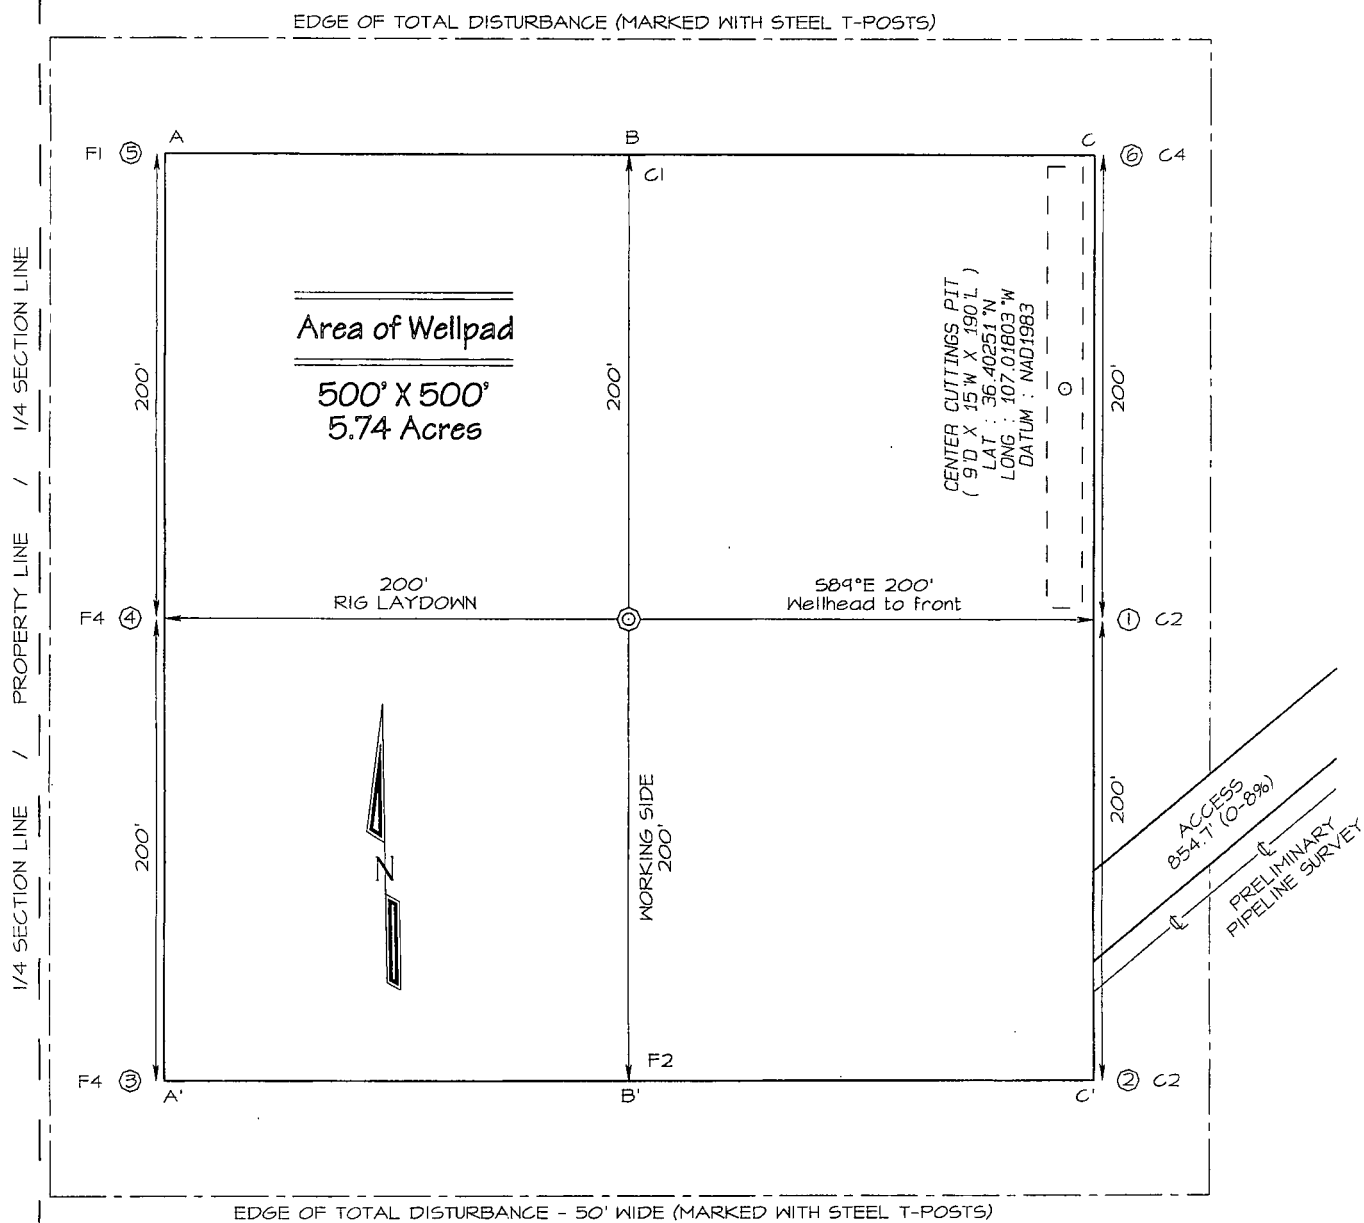 EDGE OF TOTAL DISTURBANCE (MARKED WITH STEEL T-POSTS)
A
B
C
F1 5
6 C4
C1
1/4 SECTION LINE / PROPERTY LINE / 1/4 SECTION LINE
Area of Wellpad
500' X 500'
5.74 Acres
200'
200'
200'
CENTER CUTTINGS PIT
( 9'D X 15'W X 190'L )
LAT : 36.40251 °N
LONG : 107.01803 °W
DATUM : NAD1983
200'
RIG LAYDOWN
S89°E 200'
Wellhead to front
F4 4
1 C2
200'
WORKING SIDE
200'
200'
ACCESS
854.7' (0-8%)
℄
℄
PRELIMINARY
PIPELINE SURVEY
N
F2
F4 3
2 C2
A'
B'
C'
EDGE OF TOTAL DISTURBANCE - 50' WIDE (MARKED WITH STEEL T-POSTS)